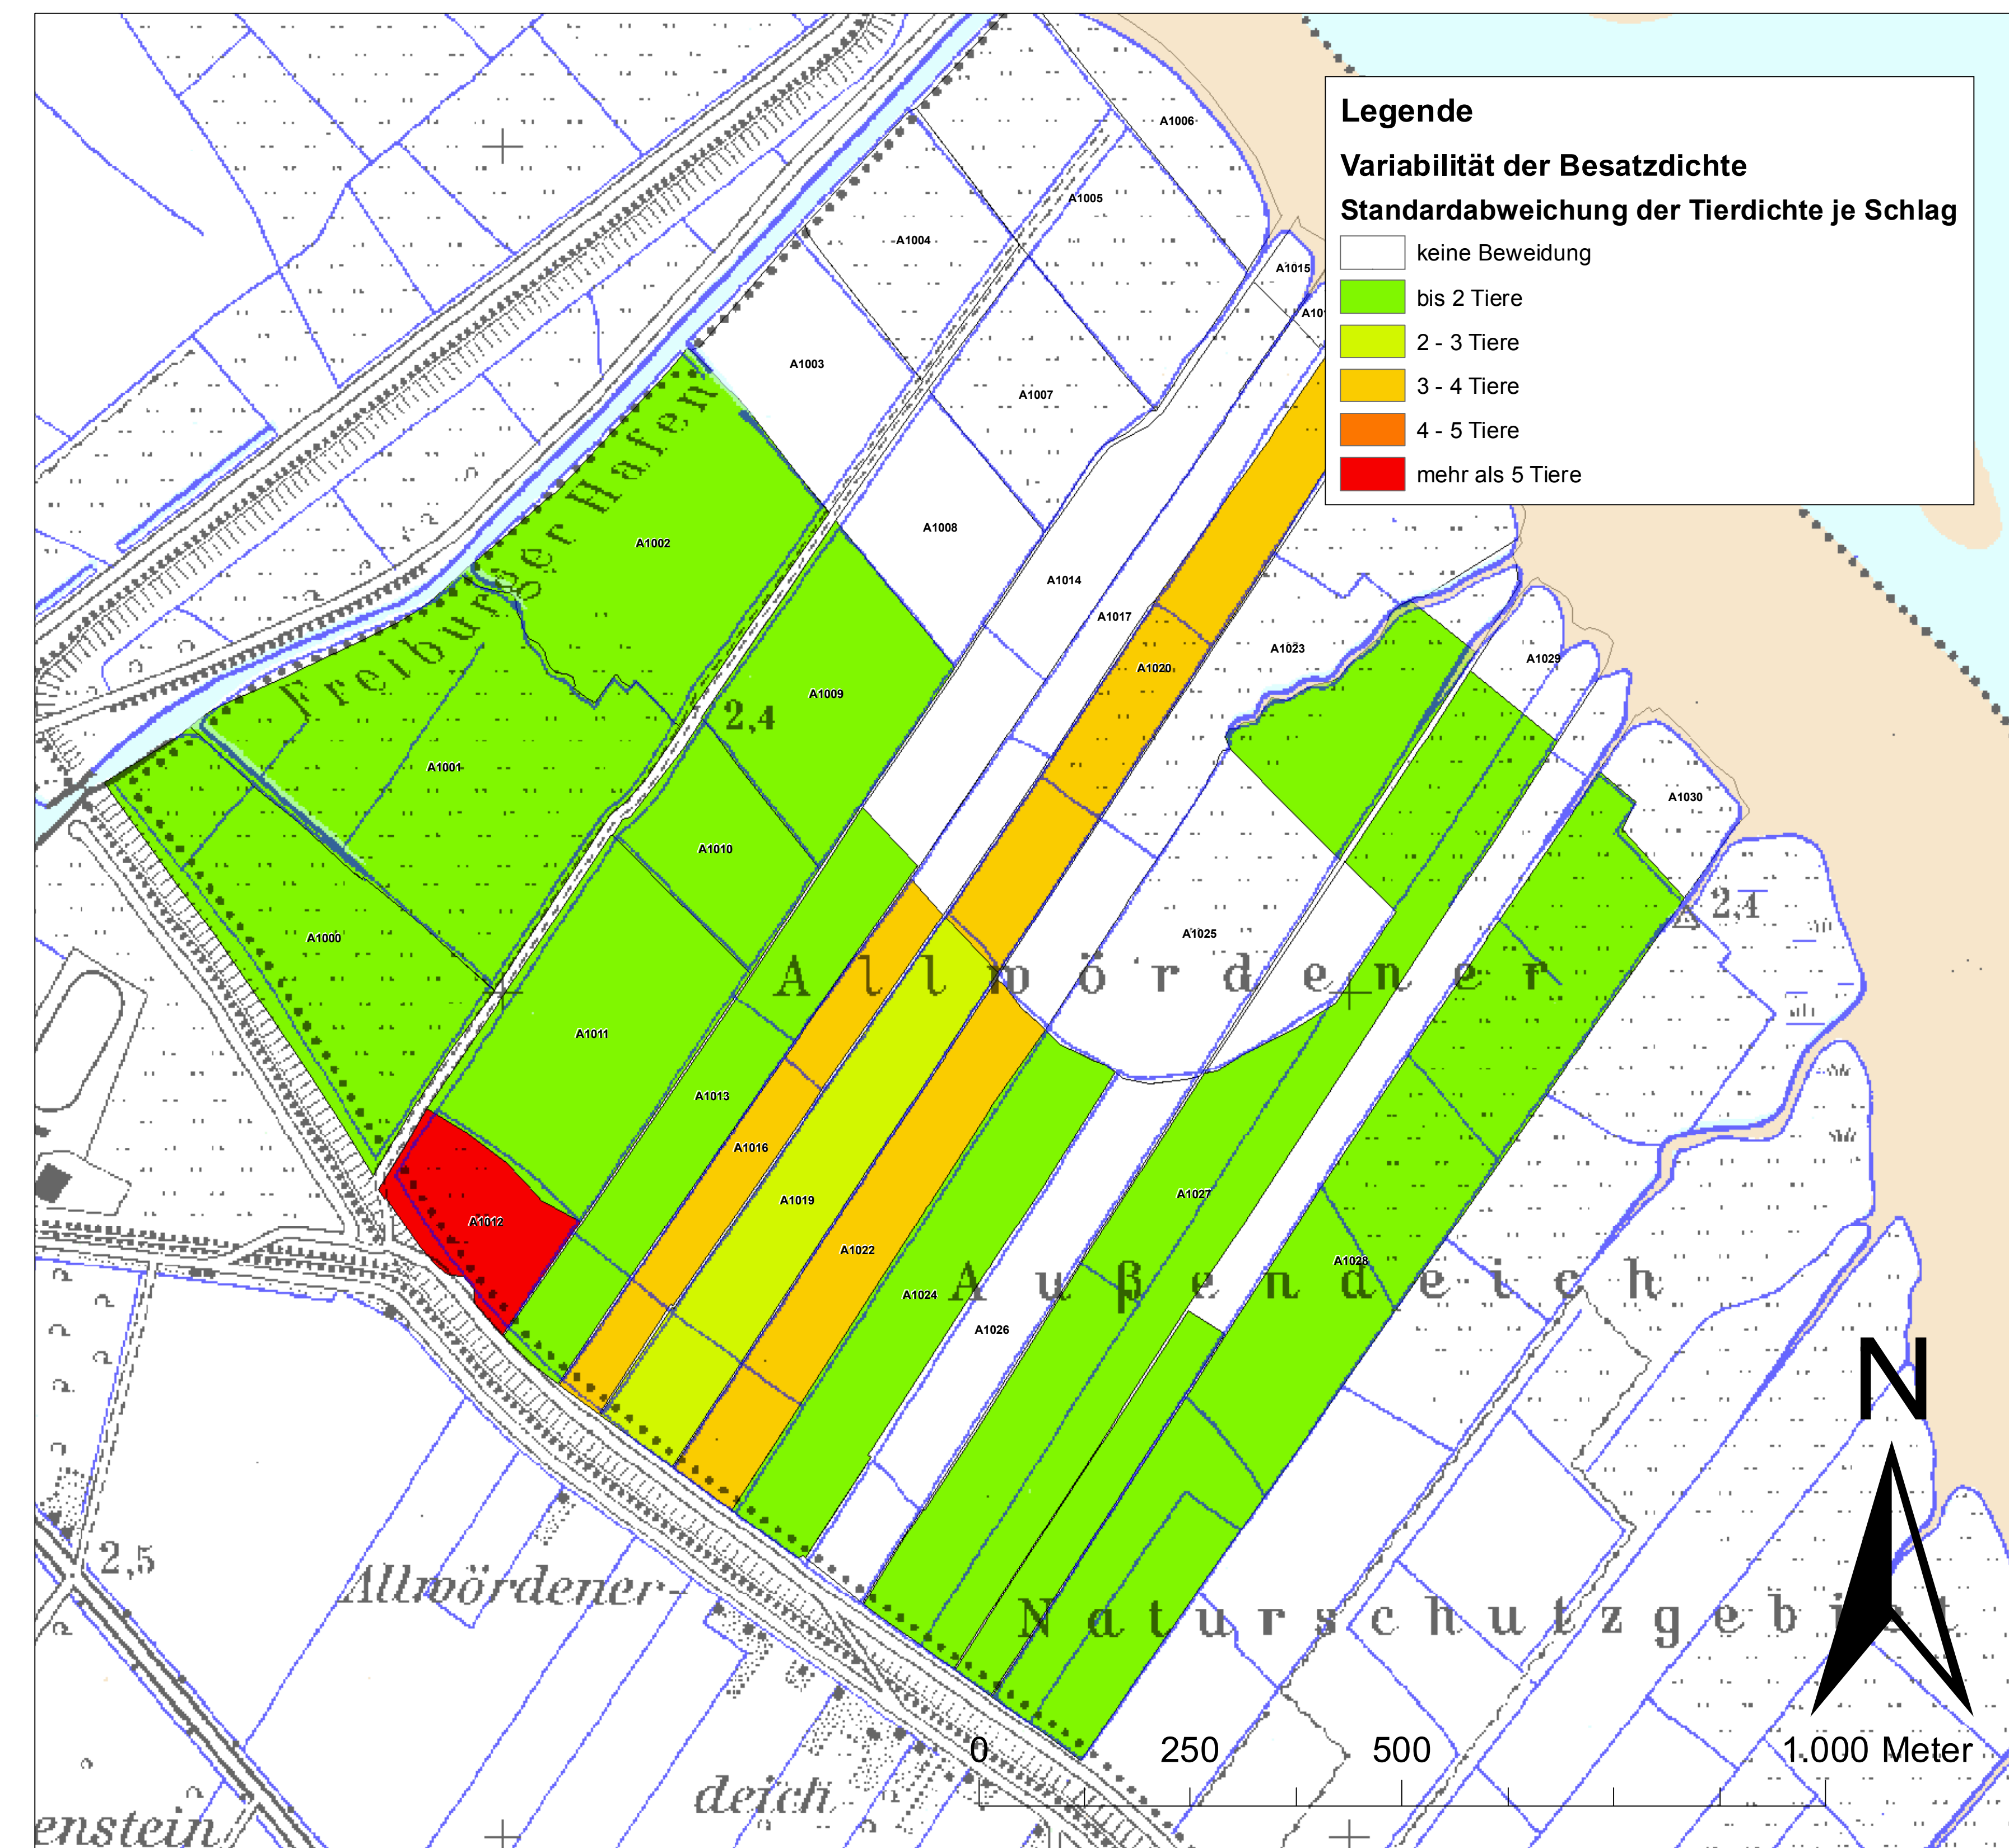 Legende
Variabilität der Besatzdichte
Standardabweichung der Tierdichte je Schlag
keine Beweidung
bis 2 Tiere
2 - 3 Tiere
3 - 4 Tiere
4 - 5 Tiere
mehr als 5 Tiere
A1006
A1005
A1004
A1015
A1003
A1007
A1008
A1002
A1014
A1017
A1023
A1020
A1029
A1009
Freiburger Hafen
2,4
A1001
A1010
A1030
2,4
A1000
A1025
Allwördener
A1011
A1013
A1016
A1019
A1027
A1012
A1022
A1028
Außendeich
A1024
A1026
N
2,5
Allwördener-
Naturschutzgebiet
deich
0 250 500 1.000 Meter
enstein